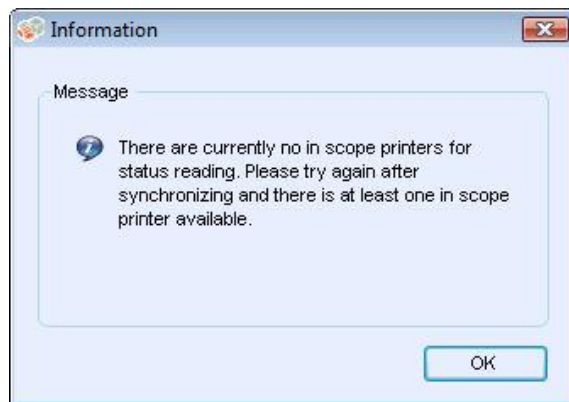 Information
Message
There are currently no in scope printers for
status reading. Please try again after
synchronizing and there is at least one in scope
printer available.
OK